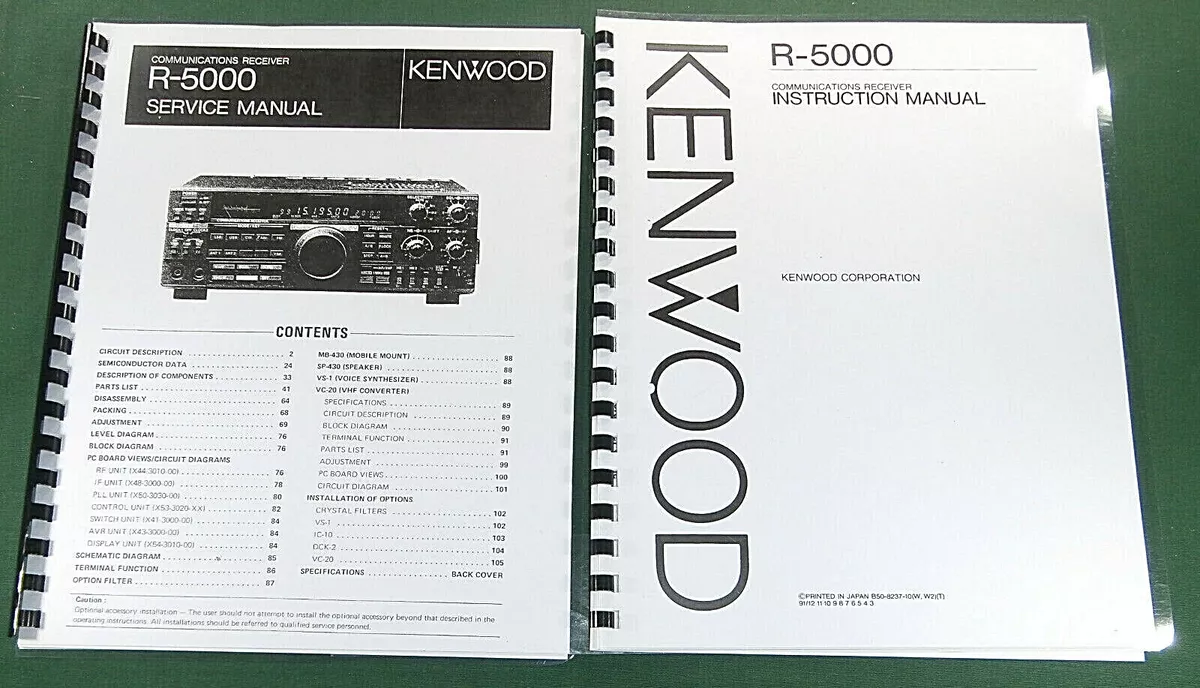 COMMUNICATIONS RECEIVER
R-5000
SERVICE MANUAL
KENWOOD
CONTENTS
CIRCUIT DESCRIPTION 2
SEMICONDUCTOR DATA 24
DESCRIPTION OF COMPONENTS 33
PARTS LIST 41
DISASSEMBLY 64
PACKING 68
ADJUSTMENT 69
LEVEL DIAGRAM 76
BLOCK DIAGRAM 76
PC BOARD VIEWS/CIRCUIT DIAGRAMS
RF UNIT (X44-3010-00) 76
IF UNIT (X48-3000-00) 78
PLL UNIT (X50-3030-00) 80
CONTROL UNIT (X53-3020-XX) 82
SWITCH UNIT (X41-3000-00) 84
AVR UNIT (X43-3000-00) 84
DISPLAY UNIT (X54-3010-00) 84
SCHEMATIC DIAGRAM 85
TERMINAL FUNCTION 86
OPTION FILTER 87
MB-430 (MOBILE MOUNT) 88
SP-430 (SPEAKER) 88
VS-1 (VOICE SYNTHESIZER) 88
VC-20 (VHF CONVERTER)
SPECIFICATIONS 89
CIRCUIT DESCRIPTION 89
BLOCK DIAGRAM 90
TERMINAL FUNCTION 91
PARTS LIST 91
ADJUSTMENT 99
PC BOARD VIEWS 100
CIRCUIT DIAGRAM 101
INSTALLATION OF OPTIONS
CRYSTAL FILTERS 102
VS-1 102
IC-10 103
DCK-2 104
VC-20 105
SPECIFICATIONS BACK COVER
Caution :
Optional accessory installation — The user should not attempt to install the optional accessory beyond that described in the
operating instructions. All installations should be referred to qualified service personnel.
KENWOOD
R-5000
COMMUNICATIONS RECEIVER
INSTRUCTION MANUAL
KENWOOD CORPORATION
©PRINTED IN JAPAN B50-8237-10(W, W2)(T)
91/12 11 10 9 8 7 6 5 4 3